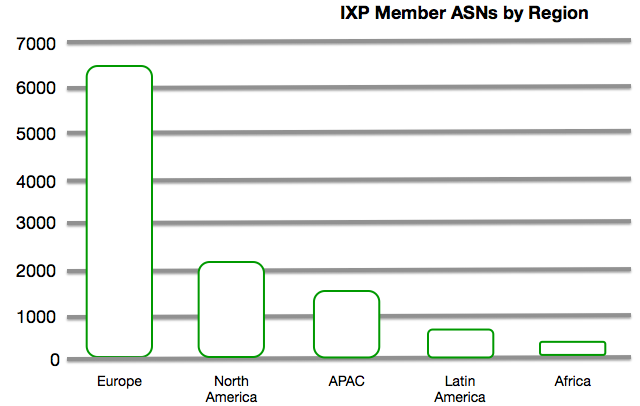 IXP Member ASNs by Region
7000
6000
5000
4000
3000
2000
1000
0
Europe
North
America
APAC
Latin
America
Africa